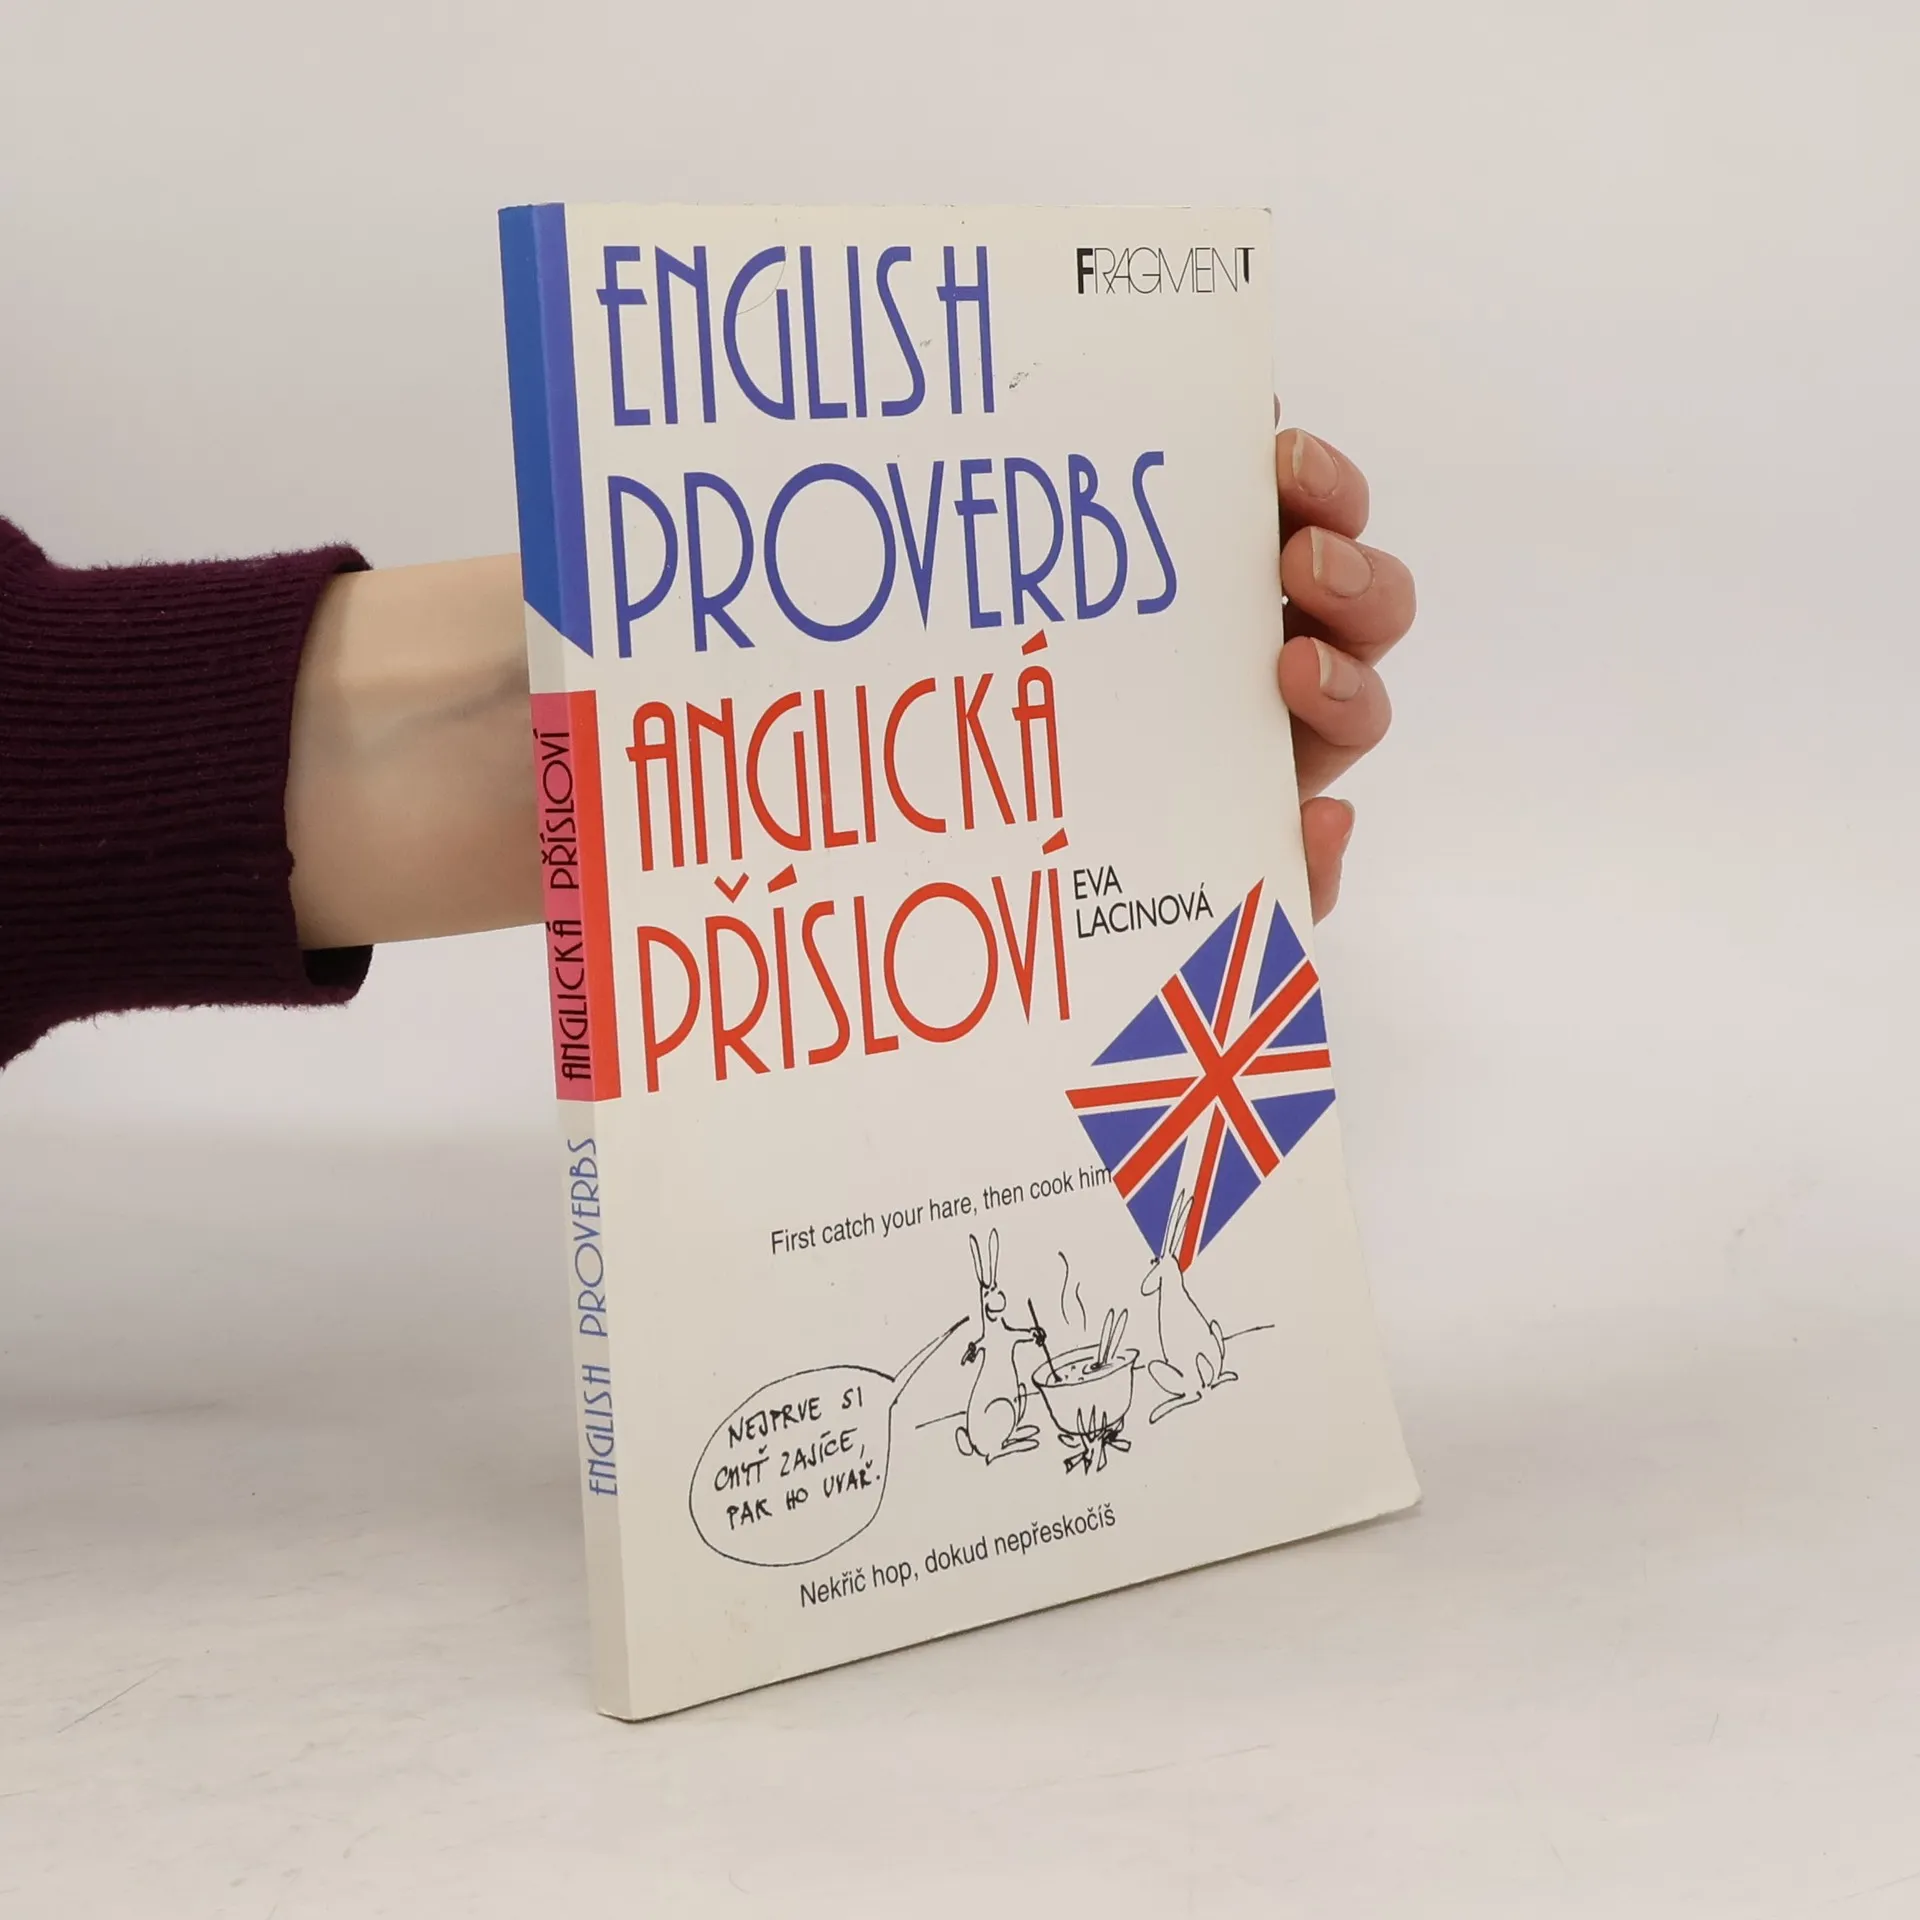 ENGLISH
PROVERBS
FRAGMENT
ANGLICKÁ
PŘÍSLOVÍ
EVA
LACINOVÁ
First catch your hare, then cook him
NEJPRVE SI
CHYŤ ZAJÍCE,
PAK HO UVAŘ.
Nekřič hop, dokud nepřeskočíš
ANGLICKÁ PŘÍSLOVÍ
ENGLISH PROVERBS